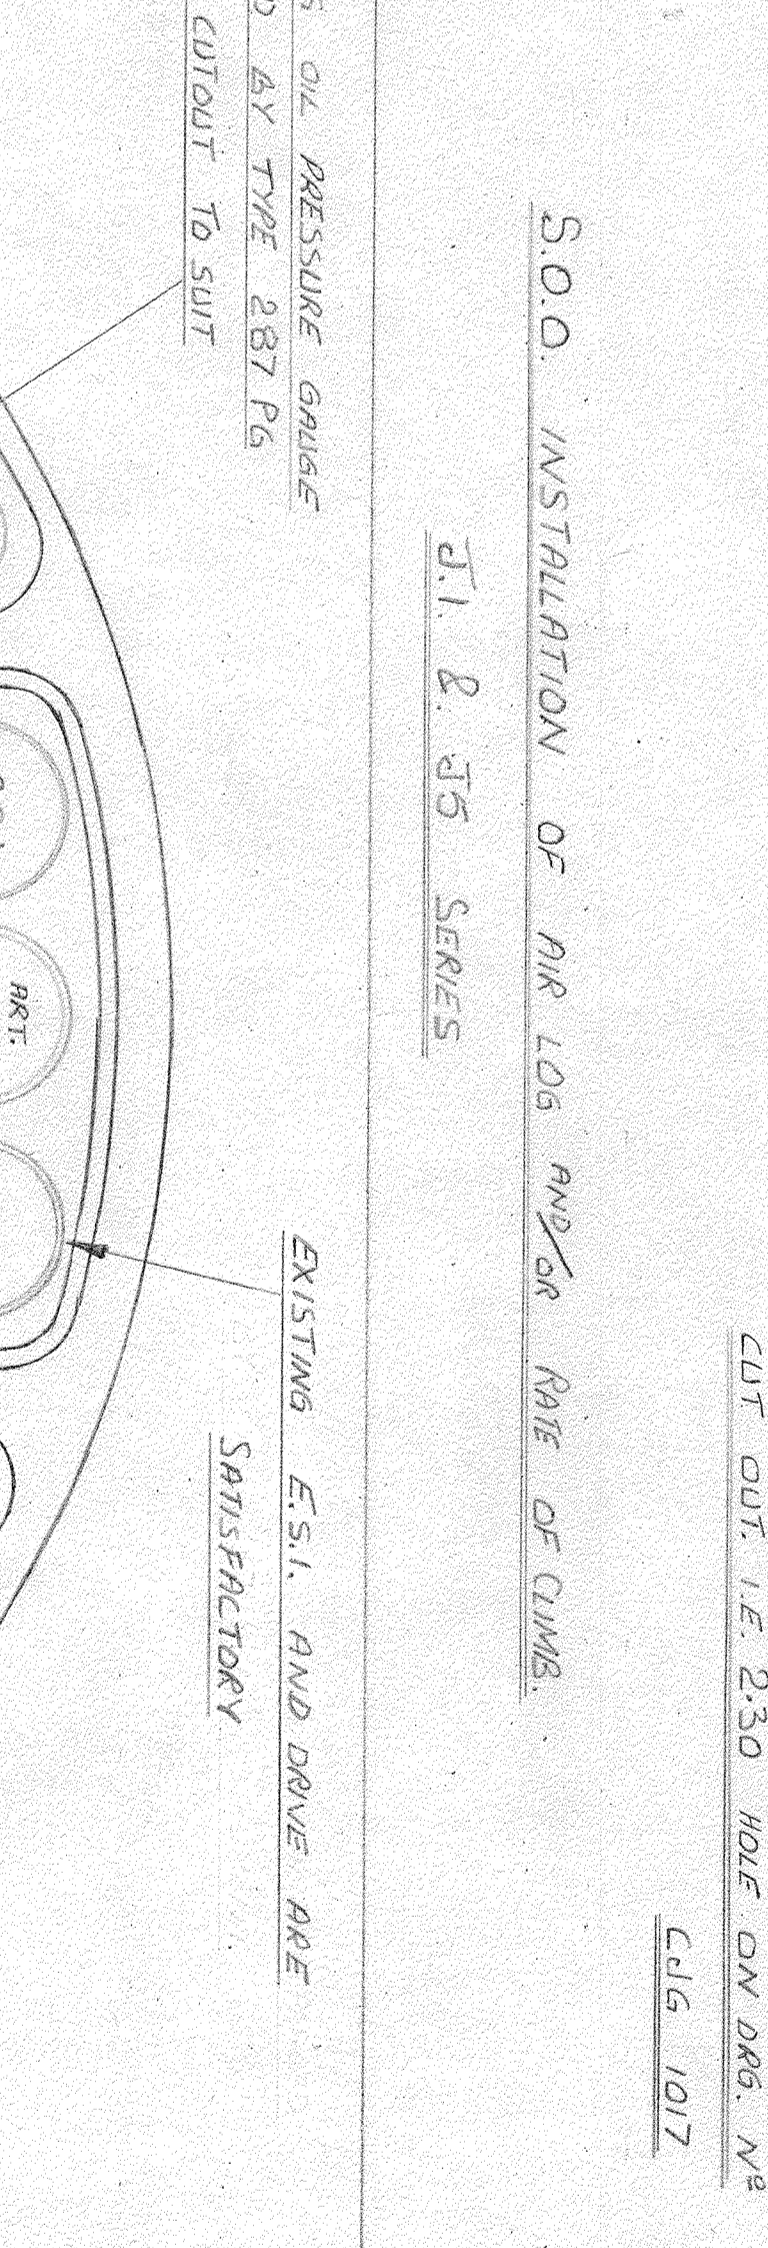 CUT OUT. I.E. 2.30 HOLE ON DRG. Nº
CJG 1017
S.O.O. INSTALLATION OF AIR LOG AND/OR RATE OF CLIMB.
J.1. & J5 SERIES
OIL PRESSURE GAUGE
BY TYPE 287 PG
CUTOUT TO SUIT
EXISTING E.S.I. AND DRIVE ARE
SATISFACTORY
ART.